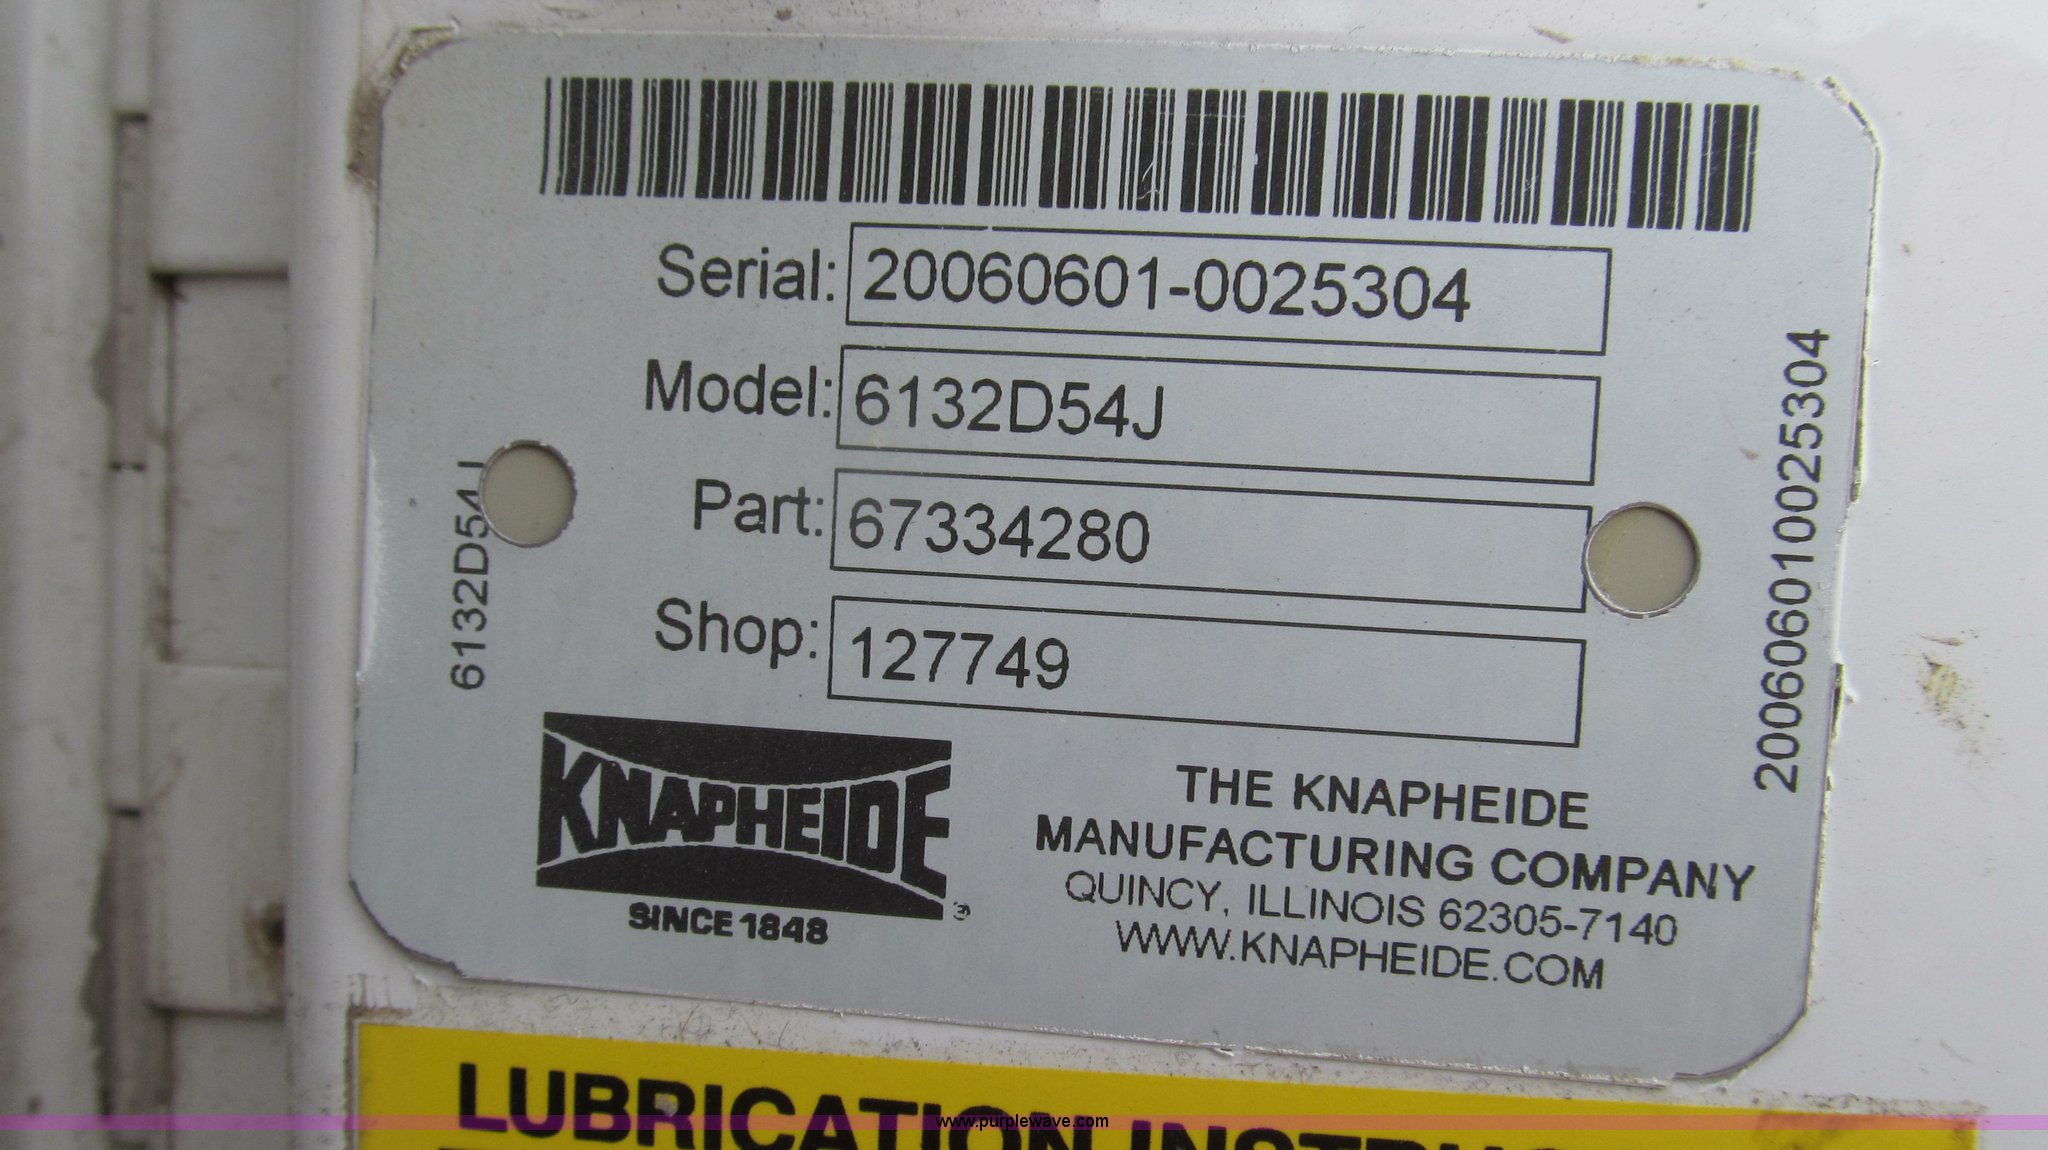 Serial: 20060601-0025304
Model: 6132D54J
Part: 67334280
Shop: 127749
6132D54J
200606010025304
KNAPHEIDE
SINCE 1848
THE KNAPHEIDE
MANUFACTURING COMPANY
QUINCY, ILLINOIS 62305-7140
WWW.KNAPHEIDE.COM
LUBRICATION
www.purplewave.com